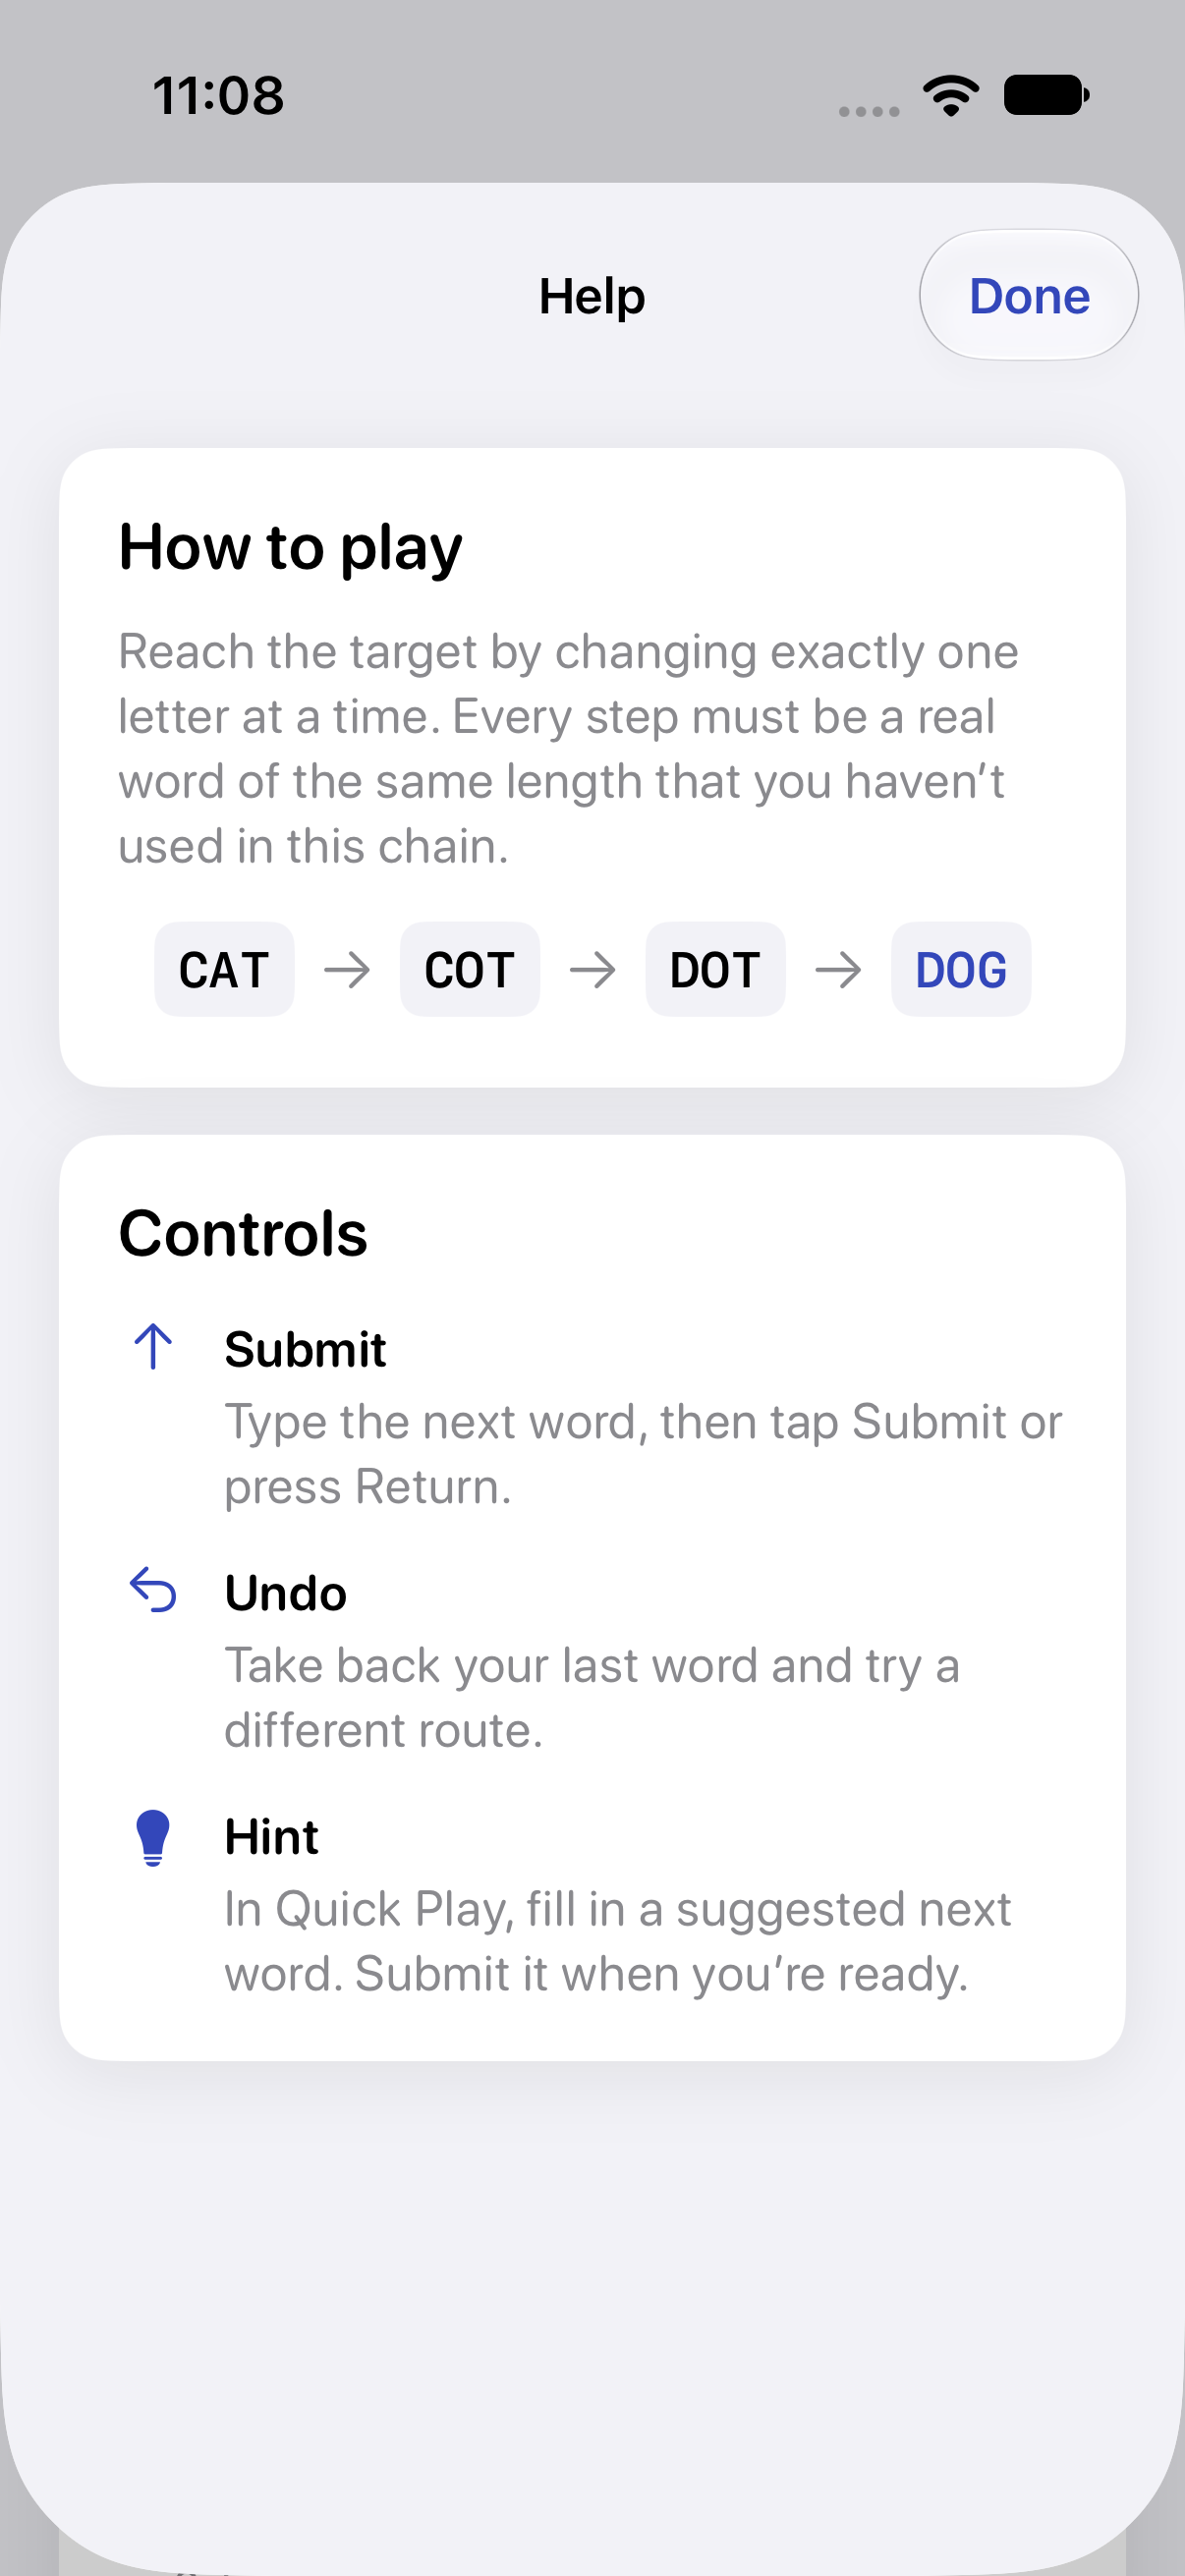 11:08
Help
Done
How to play
Reach the target by changing exactly one
letter at a time. Every step must be a real
word of the same length that you haven’t
used in this chain.
CAT → COT → DOT → DOG
Controls
Submit
Type the next word, then tap Submit or
press Return.
Undo
Take back your last word and try a
different route.
Hint
In Quick Play, fill in a suggested next
word. Submit it when you’re ready.